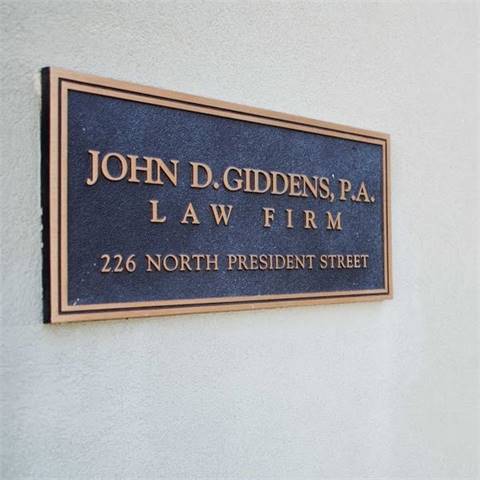 JOHN D. GIDDENS, P.A.
LAW FIRM
226 NORTH PRESIDENT STREET